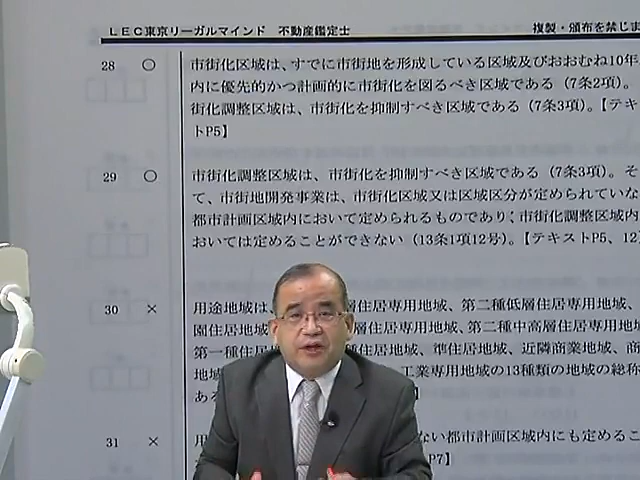 LEC東京リーガルマインド 不動産鑑定士 複製・頒布を禁じま
28 ○ 市街化区域は、すでに市街地を形成している区域及びおおむね10年
内に優先的かつ計画的に市街化を図るべき区域である（7条2項）。
街化調整区域は、市街化を抑制すべき区域である（7条3項）。【テキ
トP5】
29 ○ 市街化調整区域は、市街化を抑制すべき区域である（7条3項）。そ
て、市街地開発事業は、市街化区域又は区域区分が定められていな
都市計画区域内において定められるものであり、市街化調整区域内
おいては定めることができない（13条1項12号）。【テキストP5、12】
30 × 用途地域は 層住居専用地域、第二種低層住居専用地域、
園住居地域 層住居専用地域、第二種中高層住居専用地
第一種住居 域、準住居地域、近隣商業地域、商
地域 工業専用地域の13種類の地域の総称
ある
31 × 用 ない都市計画区域内にも定めるこ
P7】